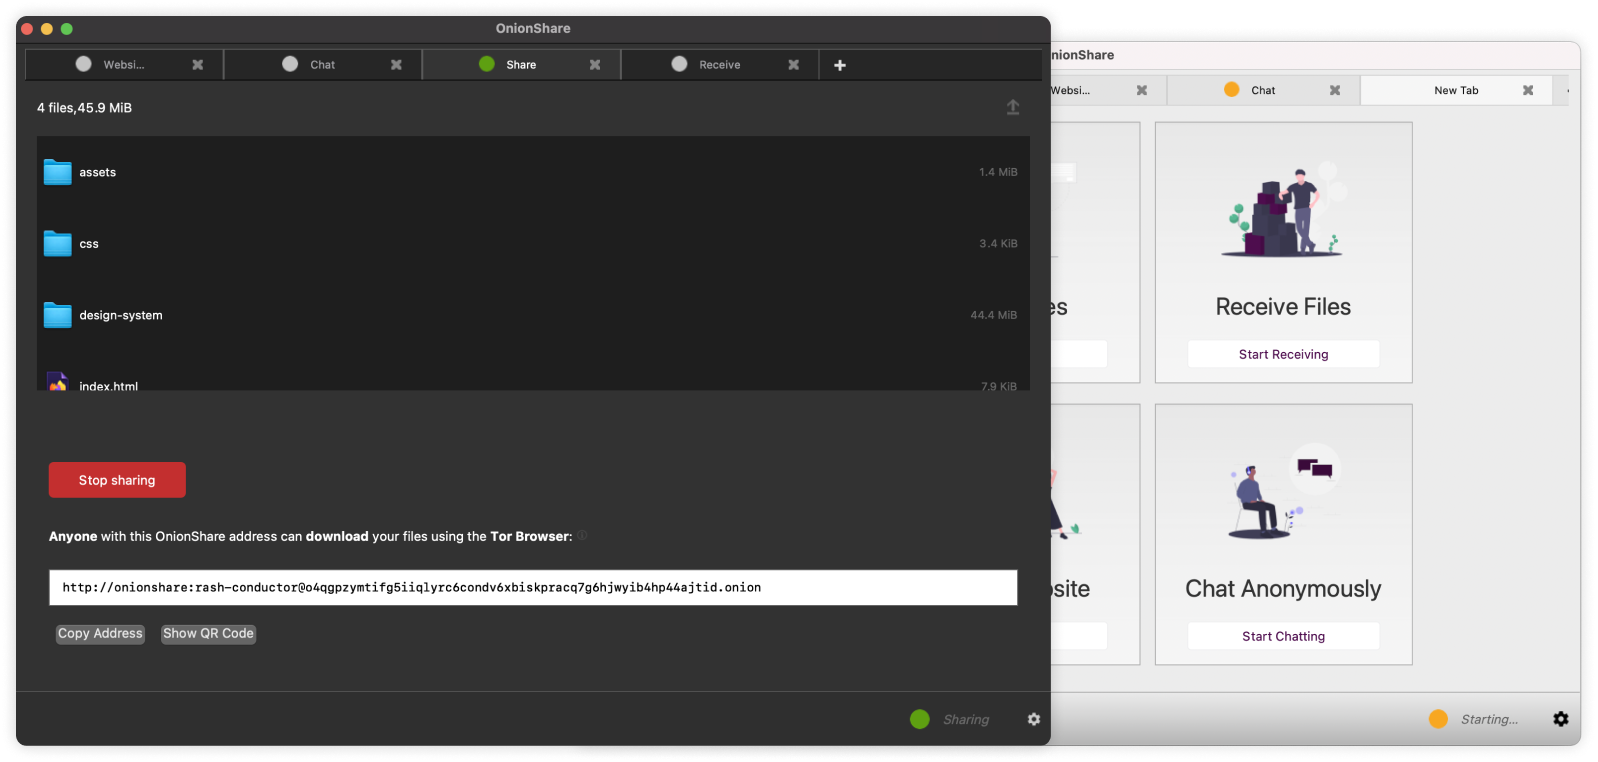 OnionShare
Websi...
Chat
Share
Receive
4 files,45.9 MiB
assets
1.4 MiB
css
3.4 KiB
design-system
44.4 MiB
index.html
7.9 KiB
Stop sharing
Anyone with this OnionShare address can download your files using the Tor Browser:
http://onionshare:rash-conductor@o4qgpzymtifg5iiqlyrc6condv6xbiskpracq7g6hjwyib4hp44ajtid.onion
Copy Address
Show QR Code
Sharing
nionShare
Websi...
Chat
New Tab
es
Receive Files
Start Receiving
site
Chat Anonymously
Start Chatting
Starting...